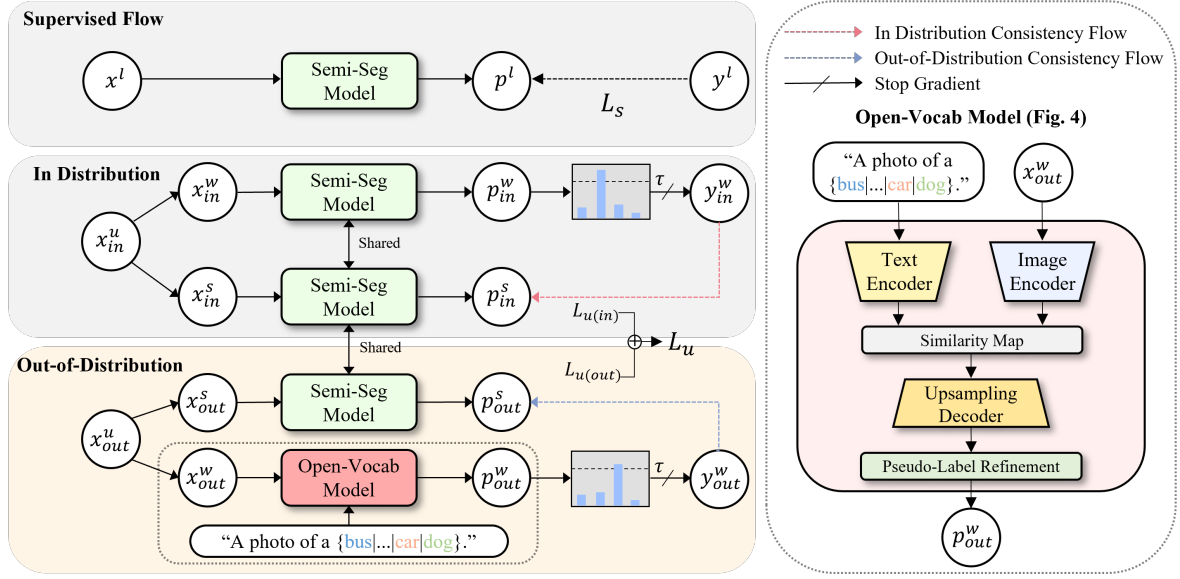 Supervised Flow
x^l
Semi-Seg
Model
p^l
L_s
y^l
In Distribution
x_in^u
x_in^w
Semi-Seg
Model
p_in^w
τ
y_in^w
Shared
x_in^s
Semi-Seg
Model
p_in^s
L_u(in)
⊕
L_u
L_u(out)
Shared
Out-of-Distribution
x_out^u
x_out^s
Semi-Seg
Model
p_out^s
x_out^w
Open-Vocab
Model
p_out^w
τ
y_out^w
“A photo of a {bus|...|car|dog}.”
In Distribution Consistency Flow
Out-of-Distribution Consistency Flow
Stop Gradient
Open-Vocab Model (Fig. 4)
“A photo of a
{bus|...|car|dog}.”
x_out^w
Text
Encoder
Image
Encoder
Similarity Map
Upsampling
Decoder
Pseudo-Label Refinement
p_out^w